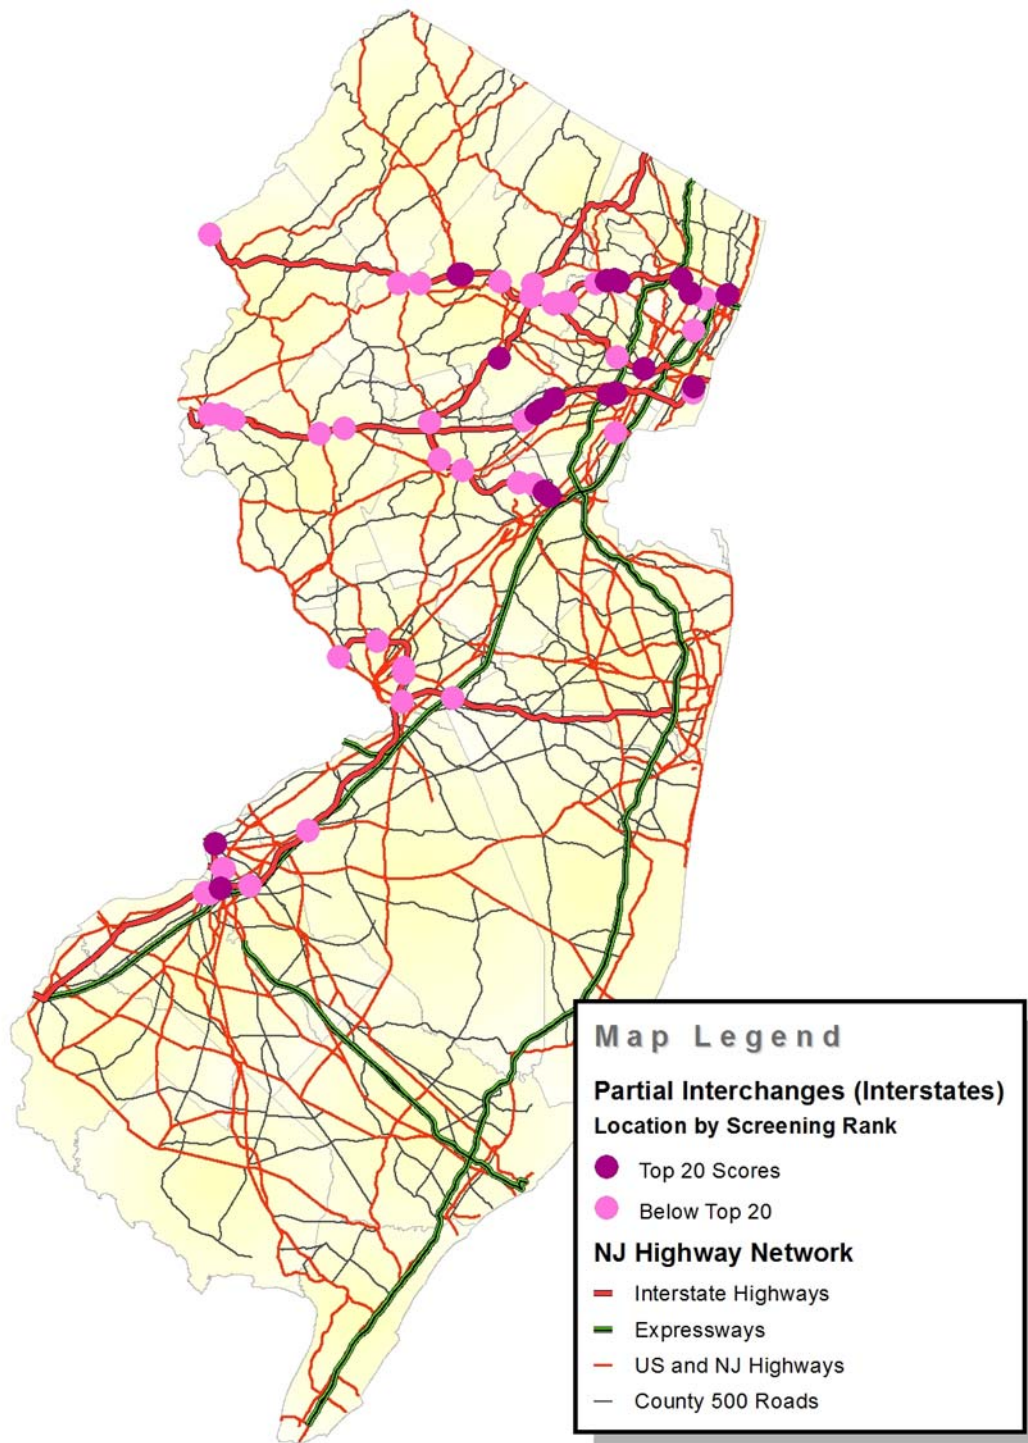 Map Legend
Partial Interchanges (Interstates)
Location by Screening Rank
Top 20 Scores
Below Top 20
NJ Highway Network
Interstate Highways
Expressways
US and NJ Highways
County 500 Roads